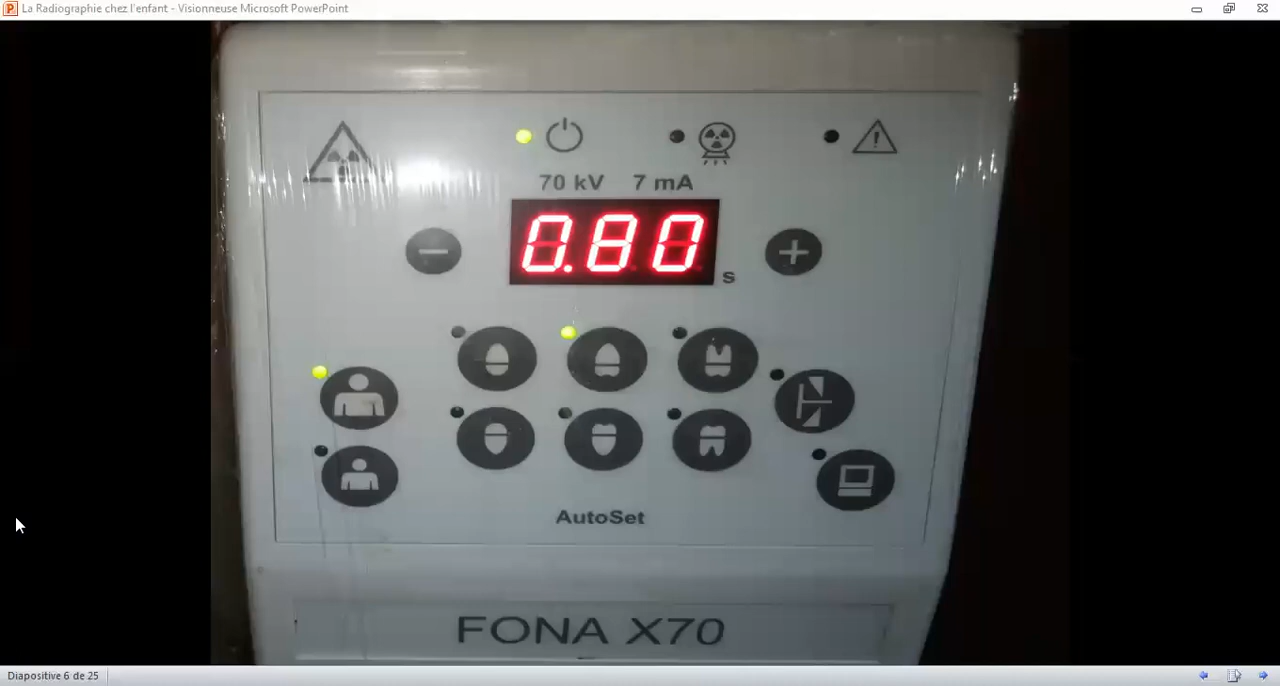 La Radiographie chez l'enfant - Visionneuse Microsoft PowerPoint
70 kV 7 mA
0.80 s
AutoSet
FONA X70
Diapositive 6 de 25